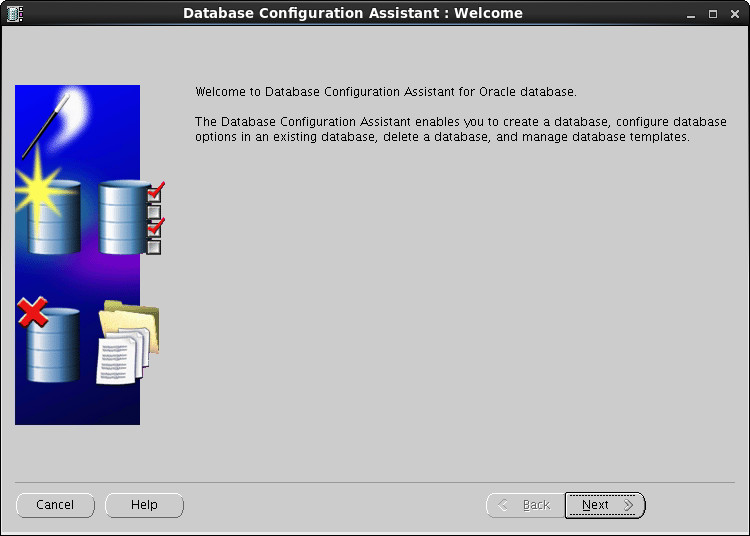 Database Configuration Assistant : Welcome
Welcome to Database Configuration Assistant for Oracle database.
The Database Configuration Assistant enables you to create a database, configure database
options in an existing database, delete a database, and manage database templates.
Cancel
Help
Back
Next